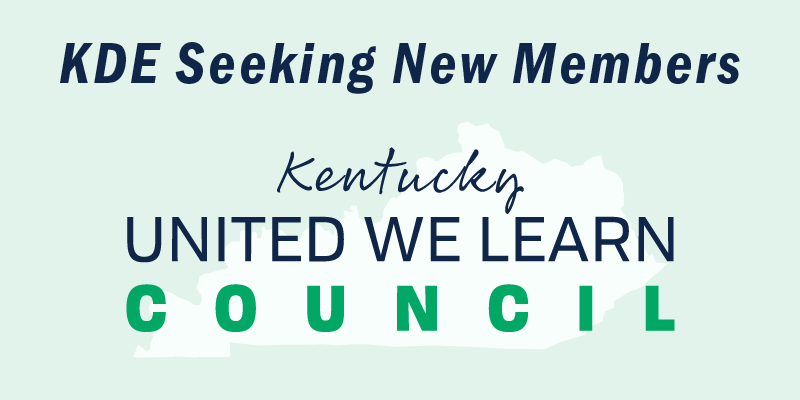 KDE Seeking New Members
Kentucky
UNITED WE LEARN
COUNCIL